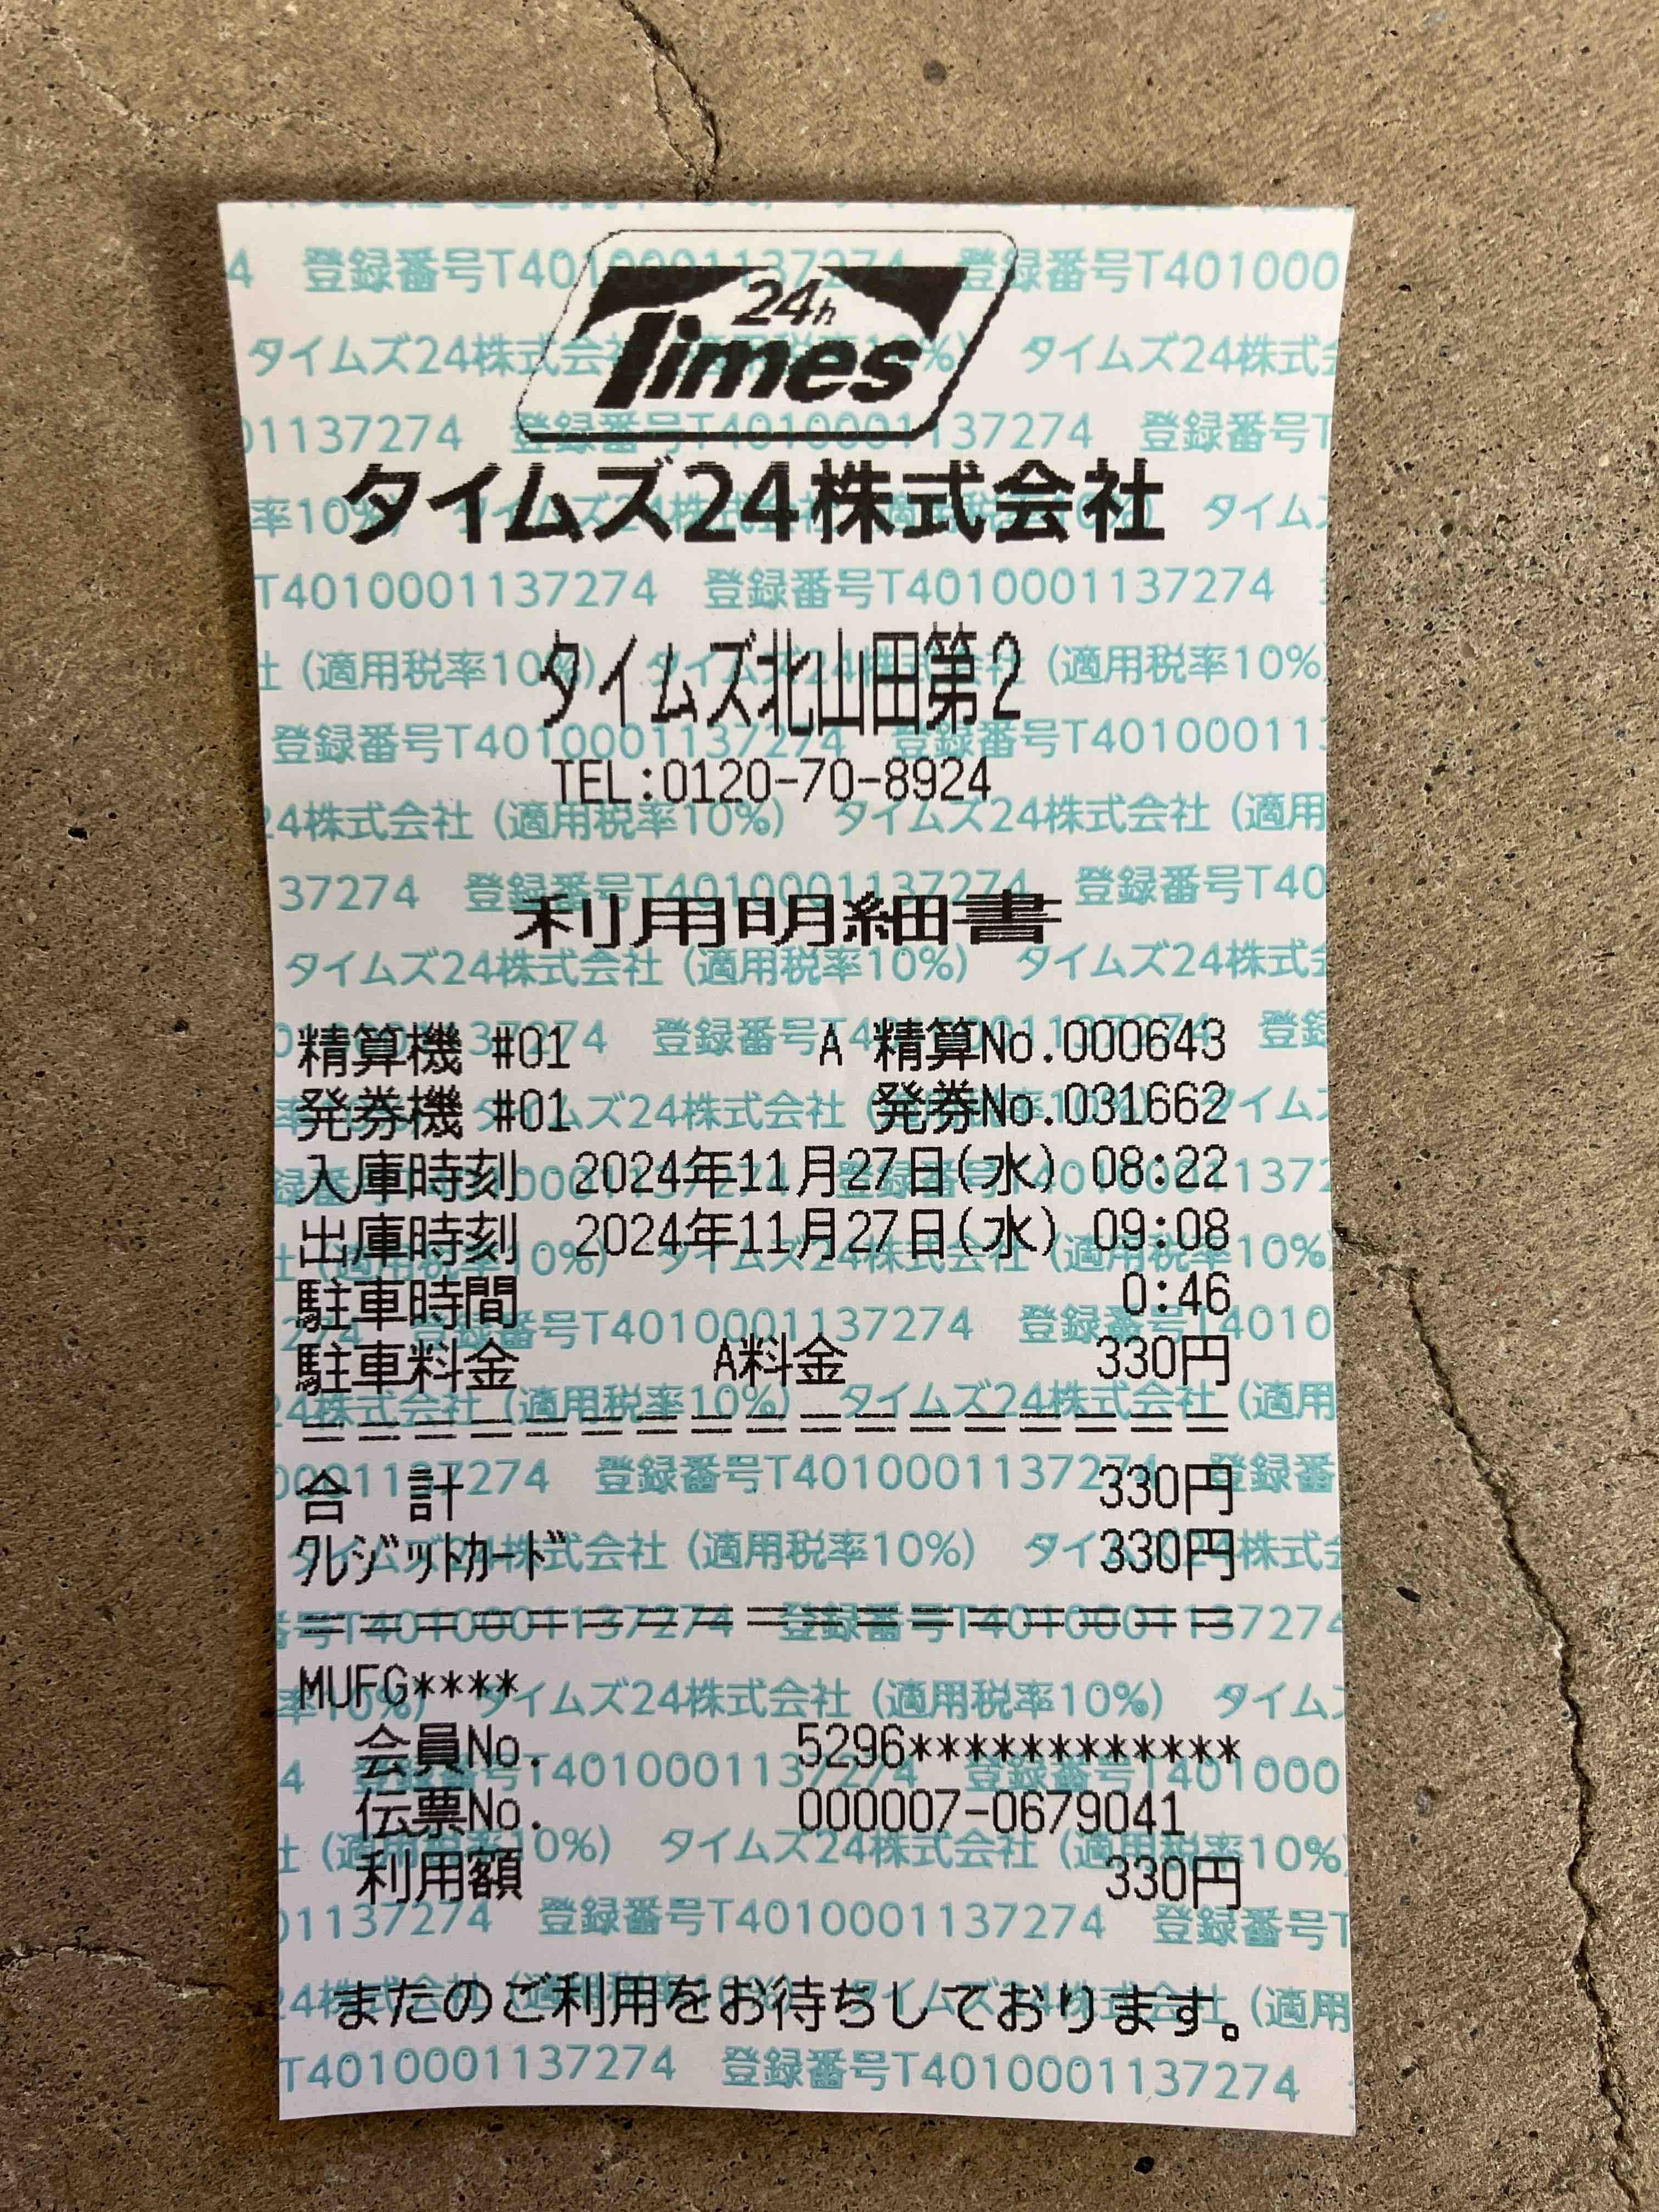 24h
Times
タイムズ24株式会社
タイムズ北山田第2
TEL:0120-70-8924
利用明細書
精算機 #01 A 精算No.000643
発券機 #01 発券No.031662
入庫時刻 2024年11月27日(水) 08:22
出庫時刻 2024年11月27日(水) 09:08
駐車時間 0:46
駐車料金 A料金 330円
合 計 330円
ｸﾚｼﾞｯﾄｶｰﾄﾞ 330円
MUFG****
会員No. 5296************
伝票No. 000007-0679041
利用額 330円
またのご利用をお待ちしております。
登録番号T4010001137274
タイムズ24株式会社 (適用税率10%)